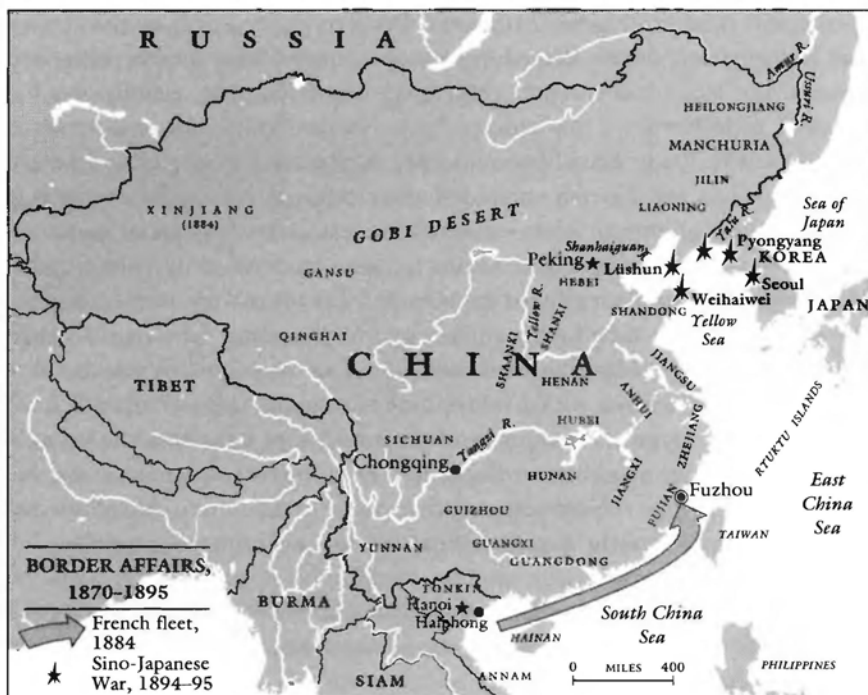 RUSSIA
Amur R.
Ussuri R.
HEILONGJIANG
MANCHURIA
JILIN
LIAONING
Sea of
Japan
XINJIANG
(1884)
GOBI DESERT
Yalu R.
Shanhaiguan
Pyongyang
Peking
Lüshun
KOREA
GANSU
HEBEI
Seoul
Weihaiwei
JAPAN
SHANDONG
Yellow
Sea
Yellow R.
SHANXI
SHAANXI
QINGHAI
CHINA
JIANGSU
TIBET
HENAN
ANHUI
HUBEI
ZHEJIANG
RTUKTU ISLANDS
SICHUAN
Tangzi R.
Chongqing
HUNAN
JIANGXI
East
China
Sea
Fuzhou
FUJIAN
GUIZHOU
TAIWAN
YUNNAN
GUANGXI
GUANGDONG
BORDER AFFAIRS,
1870–1895
BURMA
TONKIN
Hanoi
Haiphong
HAINAN
South China
Sea
French fleet,
1884
Sino-Japanese
War, 1894–95
SIAM
ANNAM
0 MILES 400
PHILIPPINES